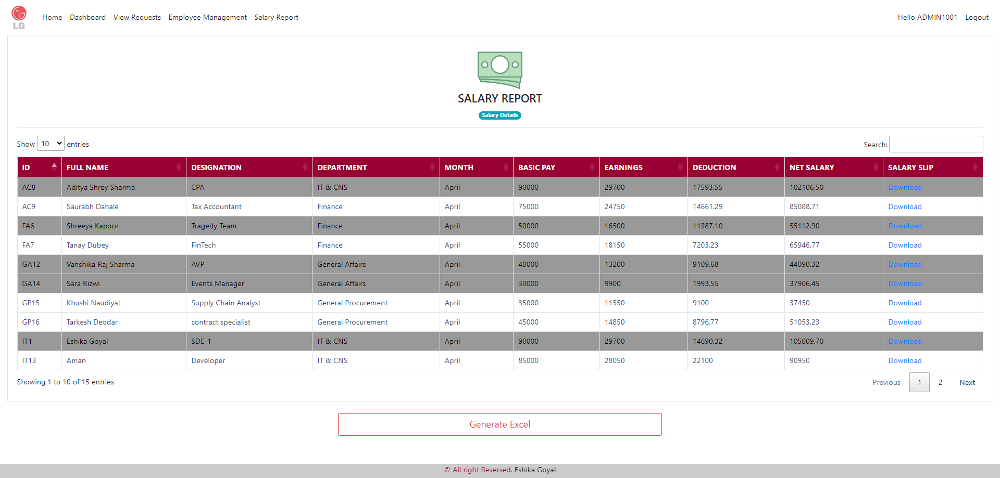 LG Home Dashboard View Requests Employee Management Salary Report Hello ADMIN1001 Logout
SALARY REPORT
Salary Details
Show 10 entries Search:
ID FULL NAME DESIGNATION DEPARTMENT MONTH BASIC PAY EARNINGS DEDUCTION NET SALARY SALARY SLIP
AC8 Aditya Shrey Sharma CPA IT & CNS April 90000 29700 17593.55 102106.50 Download
AC9 Saurabh Dahale Tax Accountant Finance April 75000 24750 14661.29 85088.71 Download
FA6 Shreeya Kapoor Tragedy Team Finance April 50000 16500 11387.10 55112.90 Download
FA7 Tanay Dubey FinTech Finance April 55000 18150 7203.23 65946.77 Download
GA12 Vanshika Raj Sharma AVP General Affairs April 40000 13200 9109.68 44090.32 Download
GA14 Sara Rizwi Events Manager General Affairs April 30000 9900 1993.55 37906.45 Download
GP15 Khushi Naudiyal Supply Chain Analyst General Procurement April 35000 11550 9100 37450 Download
GP16 Tarkesh Deodar contract specialist General Procurement April 45000 14850 8796.77 51053.23 Download
IT1 Eshika Goyal SDE-1 IT & CNS April 90000 29700 14690.32 105009.70 Download
IT13 Aman Developer IT & CNS April 85000 28050 22100 90950 Download
Showing 1 to 10 of 15 entries Previous 1 2 Next
Generate Excel
© All right Reversed. Eshika Goyal